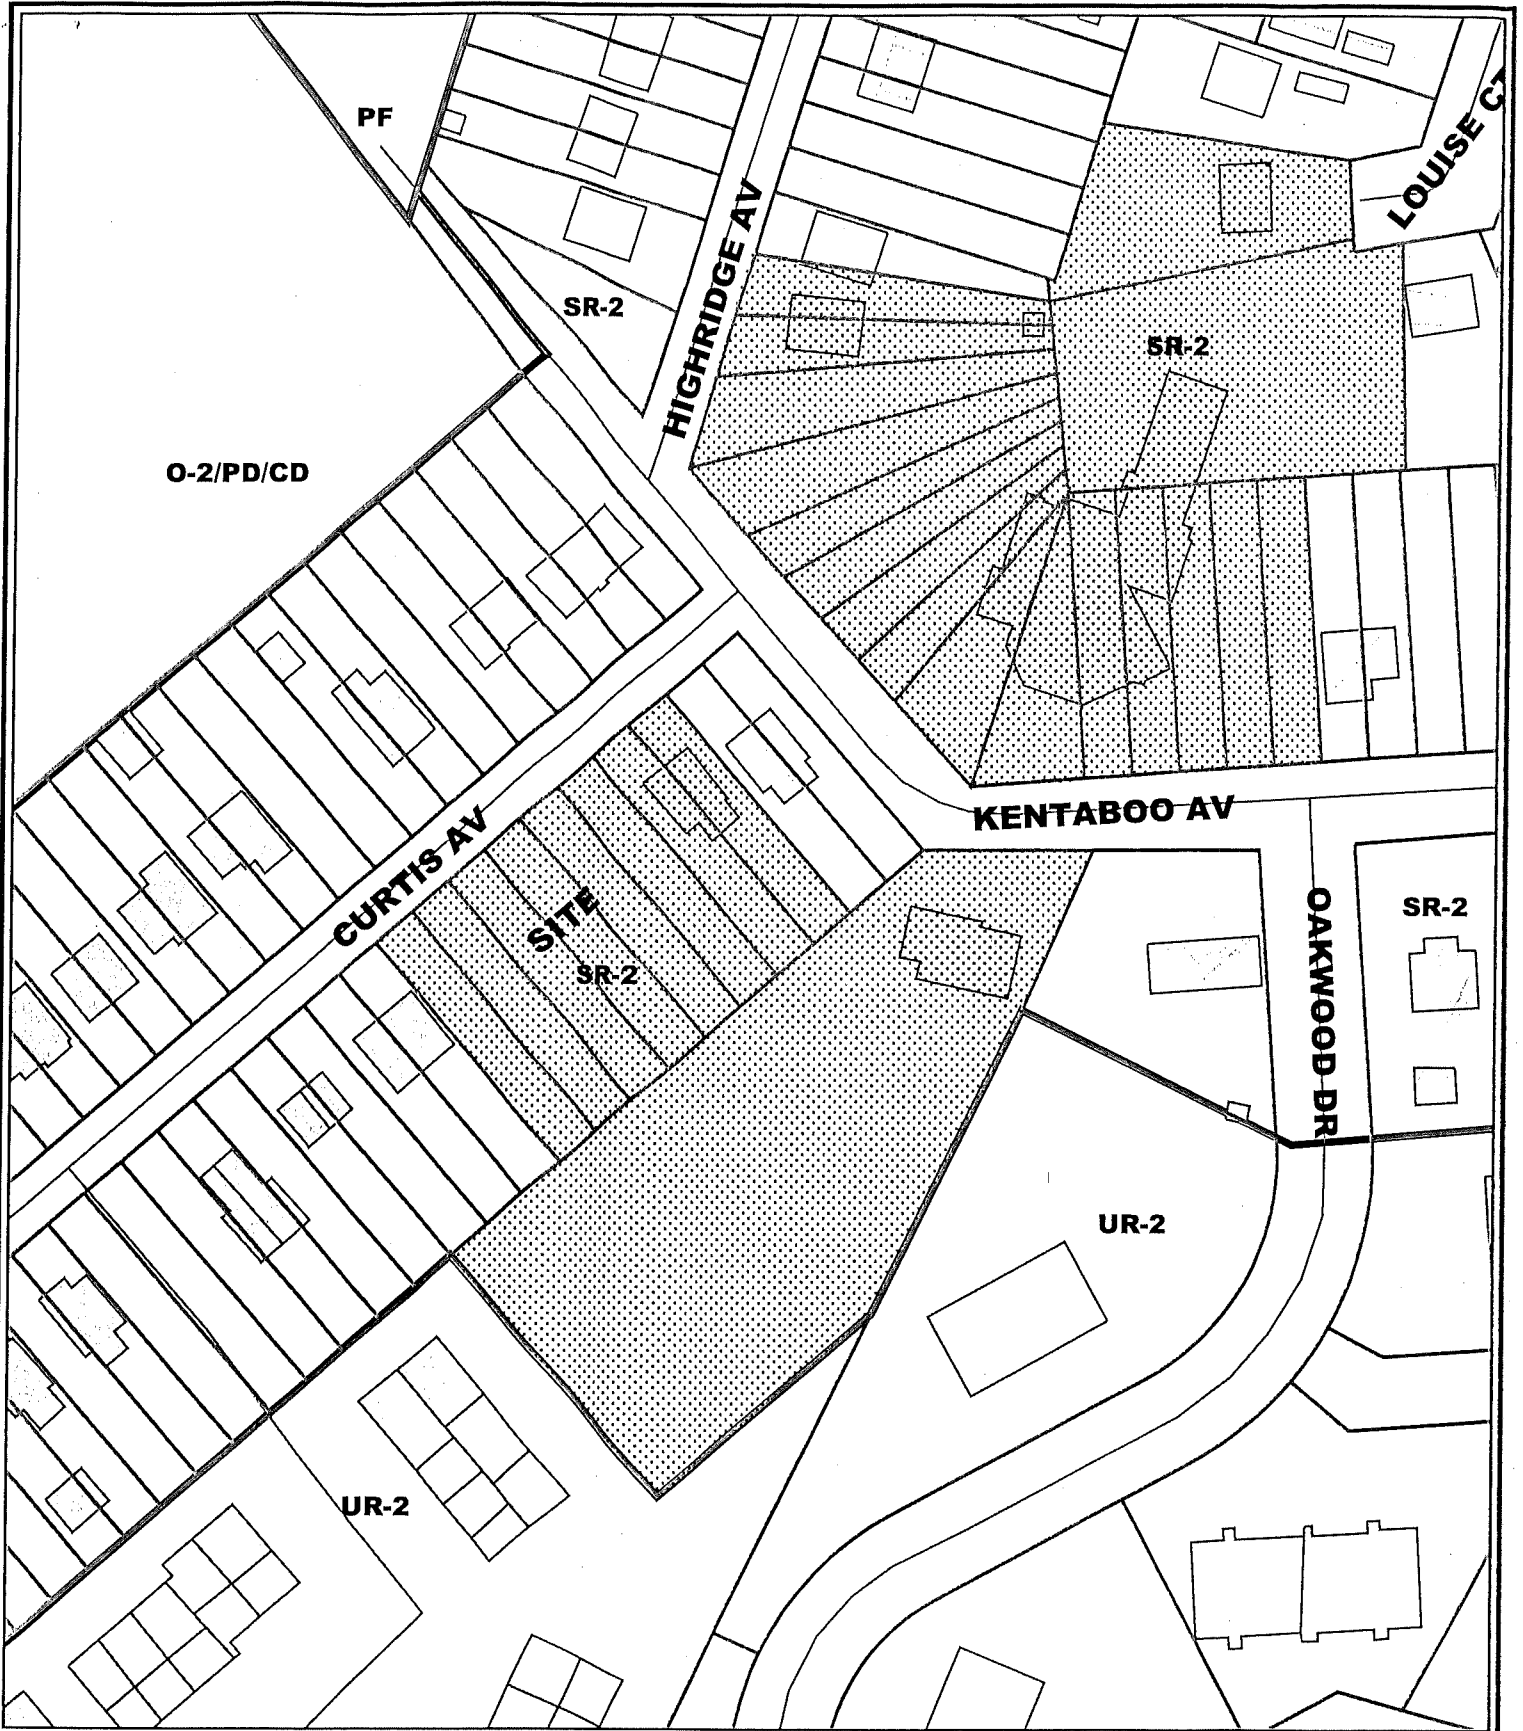 PF
LOUISE CT
HIGHRIDGE AV
SR-2
SR-2
O-2/PD/CD
KENTABOO AV
CURTIS AV
SITE
SR-2
OAKWOOD DR
SR-2
UR-2
UR-2